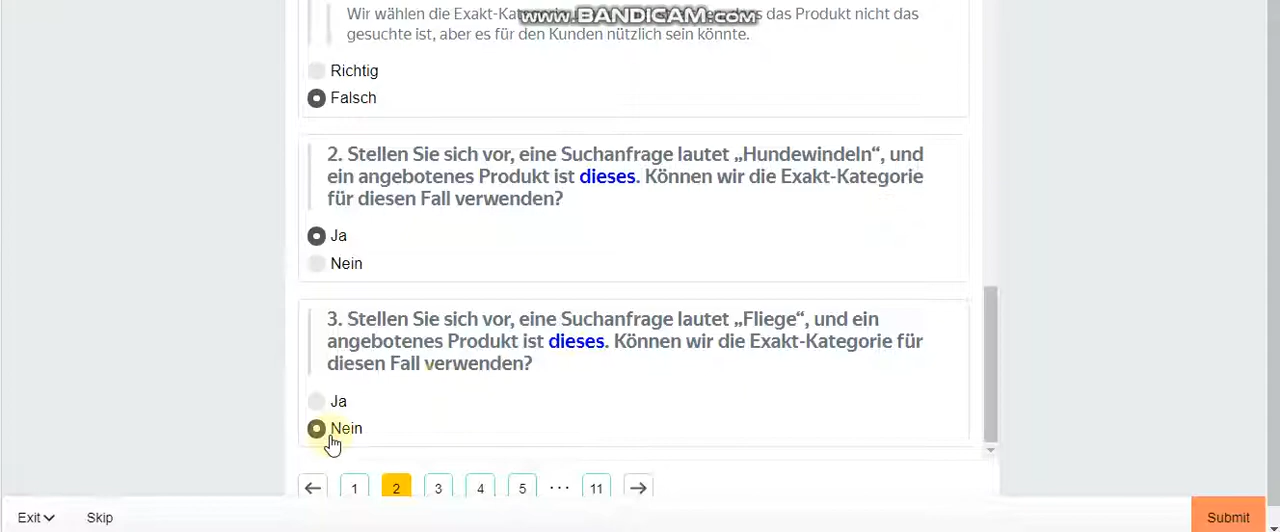 Wir wählen die Exakt-Kate das Produkt nicht das
www.BANDICAM.com
gesuchte ist, aber es für den Kunden nützlich sein könnte.
Richtig
Falsch
2. Stellen Sie sich vor, eine Suchanfrage lautet „Hundewindeln“, und
ein angebotenes Produkt ist dieses. Können wir die Exakt-Kategorie
für diesen Fall verwenden?
Ja
Nein
3. Stellen Sie sich vor, eine Suchanfrage lautet „Fliege“, und ein
angebotenes Produkt ist dieses. Können wir die Exakt-Kategorie für
diesen Fall verwenden?
Ja
Nein
1 2 3 4 5 ··· 11
Exit Skip Submit